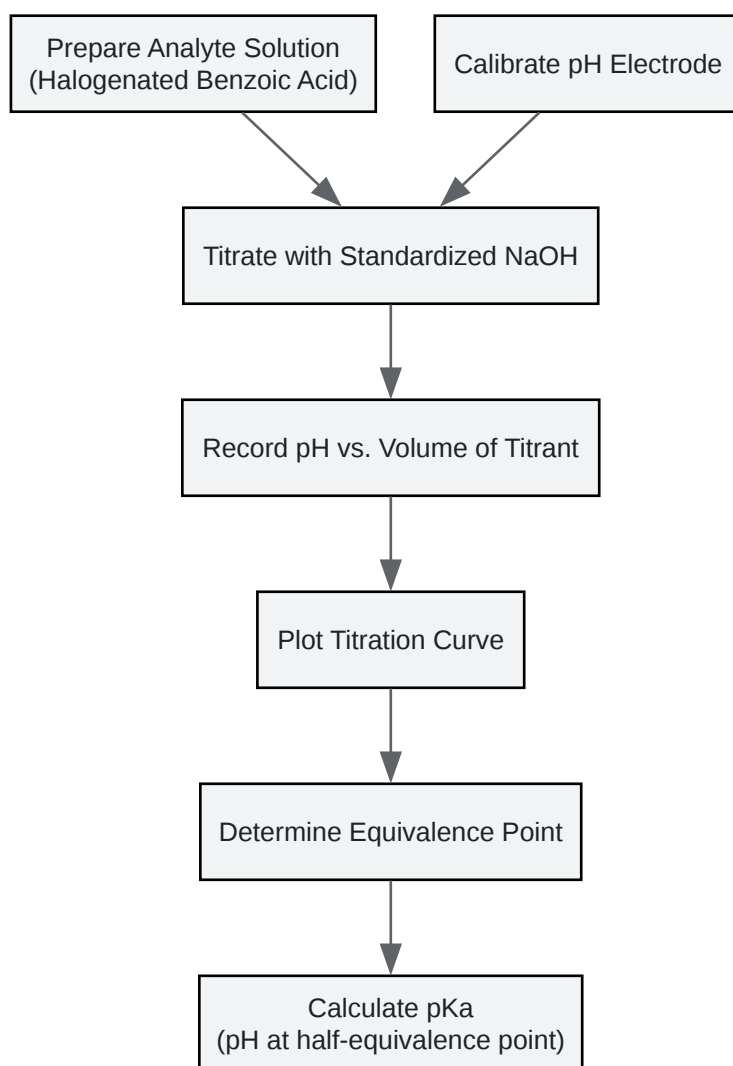 Prepare Analyte Solution
(Halogenated Benzoic Acid)
Calibrate pH Electrode
Titrate with Standardized NaOH
Record pH vs. Volume of Titrant
Plot Titration Curve
Determine Equivalence Point
Calculate pKa
(pH at half-equivalence point)